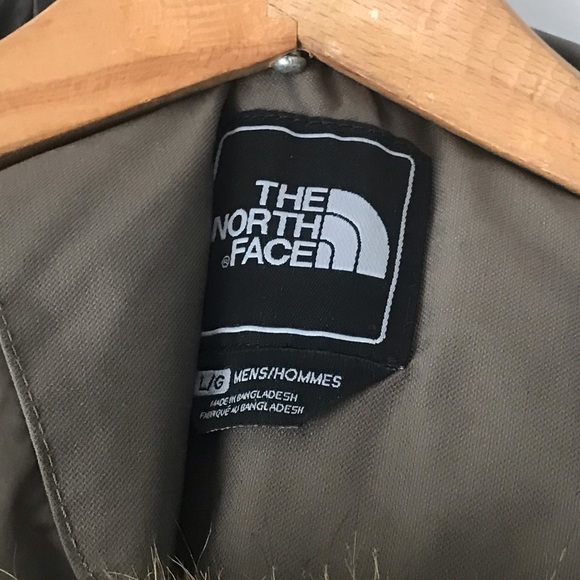 THE
NORTH
®FACE
L/G MENS/HOMMES
MADE IN BANGLADESH
FABRIQUÉ AU BANGLADESH